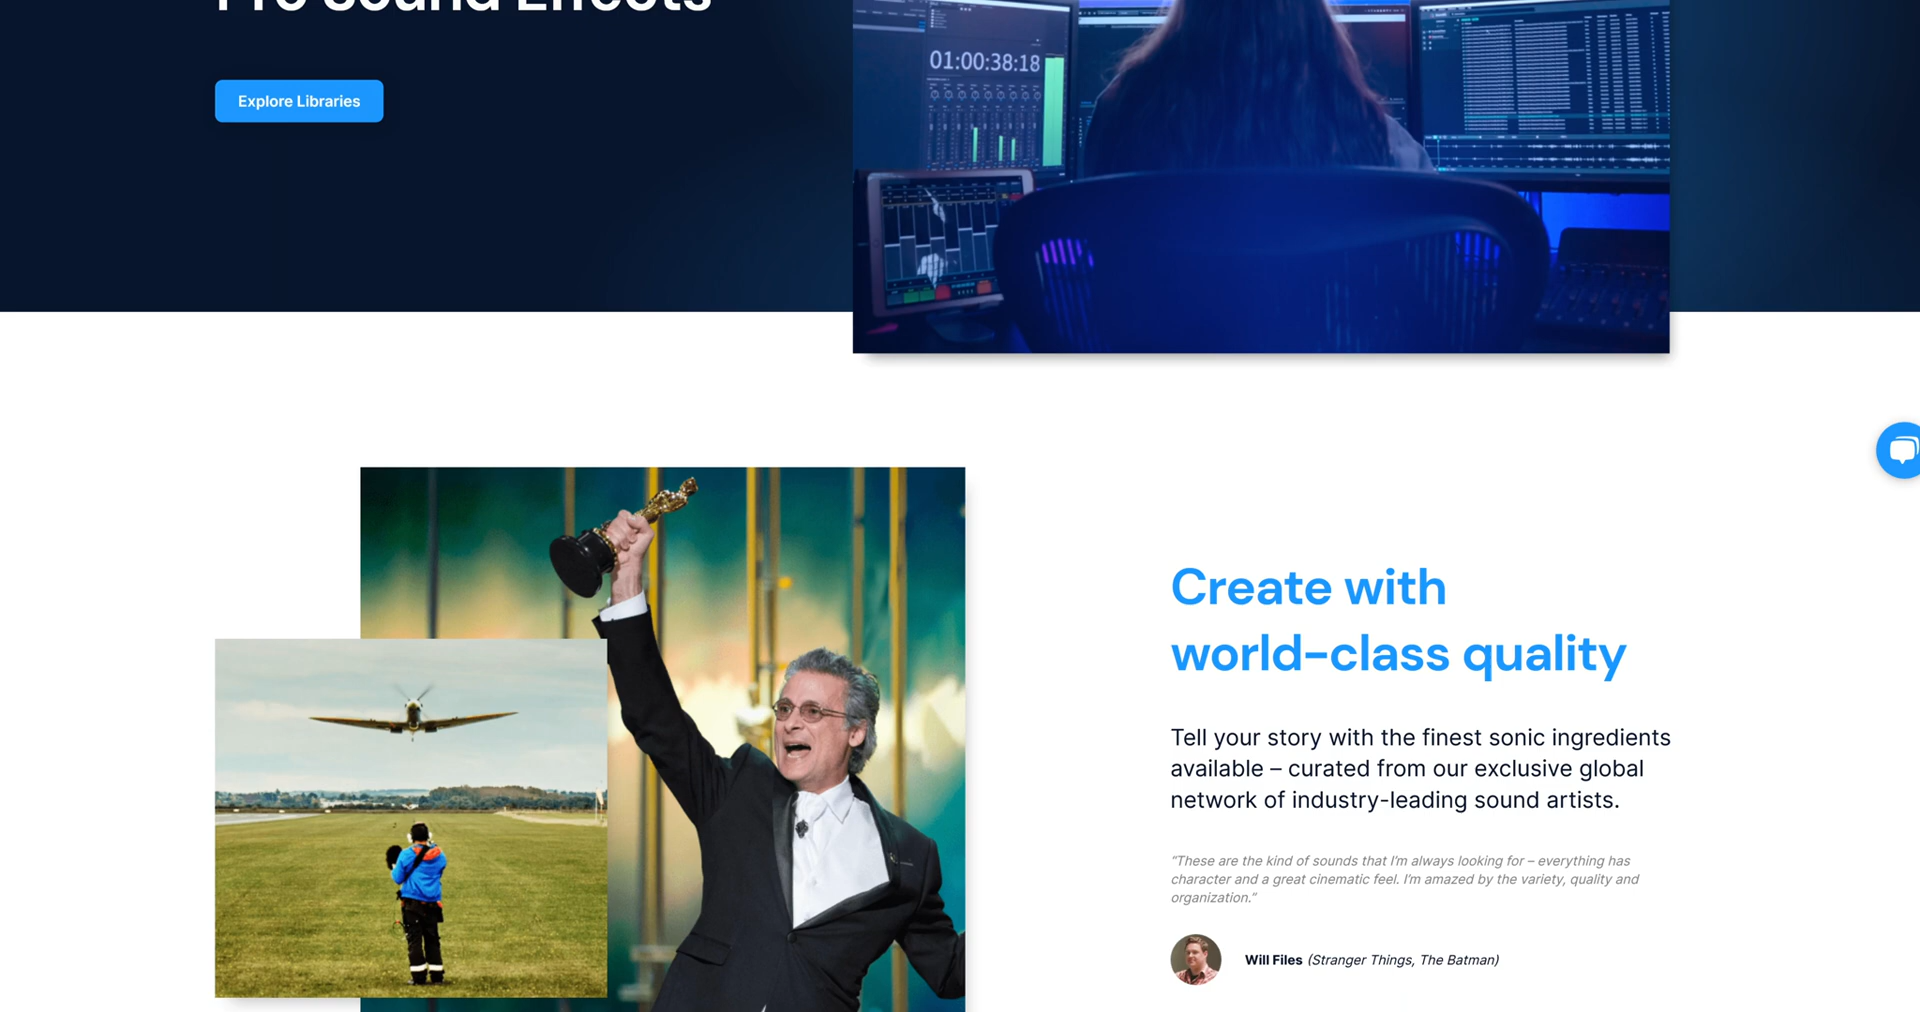 Pro Sound Effects
Explore Libraries
01:00:38:18
Create with
world-class quality
Tell your story with the finest sonic ingredients
available – curated from our exclusive global
network of industry-leading sound artists.
“These are the kind of sounds that I’m always looking for – everything has
character and a great cinematic feel. I’m amazed by the variety, quality and
organization.”
Will Files (Stranger Things, The Batman)